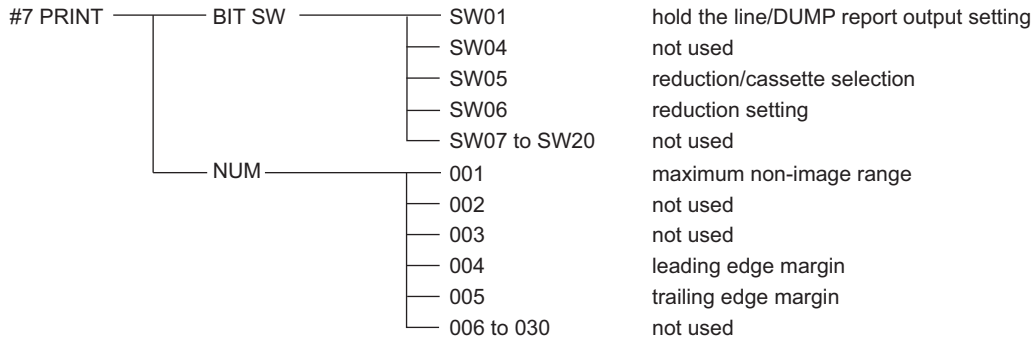 #7 PRINT BIT SW SW01 hold the line/DUMP report output setting
SW04 not used
SW05 reduction/cassette selection
SW06 reduction setting
SW07 to SW20 not used
NUM 001 maximum non-image range
002 not used
003 not used
004 leading edge margin
005 trailing edge margin
006 to 030 not used